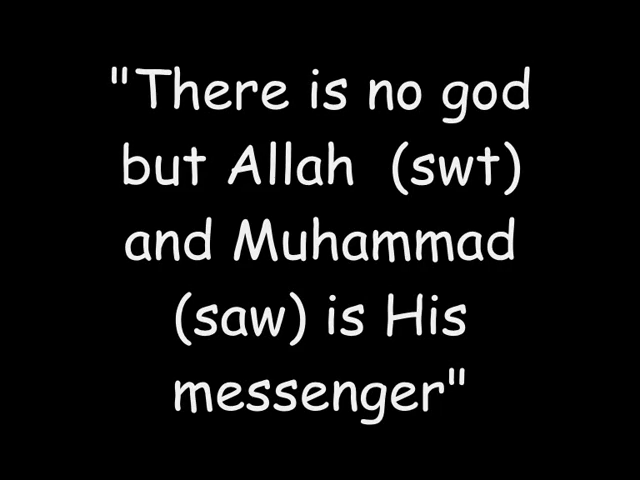 "There is no god
but Allah  (swt)
and Muhammad
(saw) is His
messenger"